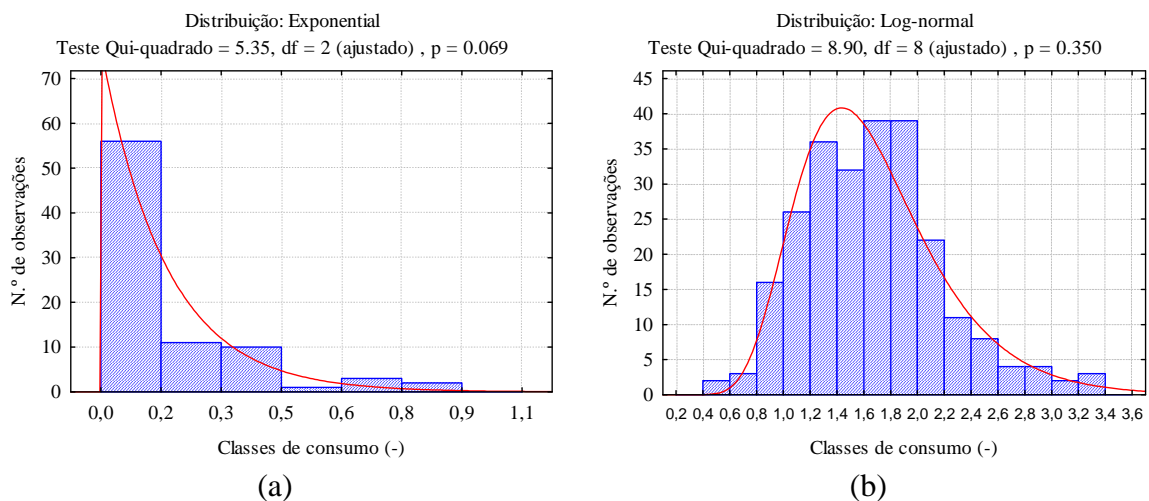 Distribuição: Exponential
Teste Qui-quadrado = 5.35, df = 2 (ajustado) , p = 0.069
70
60
50
40
30
20
10
0
N.º de observações
0,0 0,2 0,3 0,5 0,6 0,8 0,9 1,1
Classes de consumo (-)
(a)
Distribuição: Log-normal
Teste Qui-quadrado = 8.90, df = 8 (ajustado) , p = 0.350
45
40
35
30
25
20
15
10
5
0
N.º de observações
0,2 0,4 0,6 0,8 1,0 1,2 1,4 1,6 1,8 2,0 2,2 2,4 2,6 2,8 3,0 3,2 3,4 3,6
Classes de consumo (-)
(b)